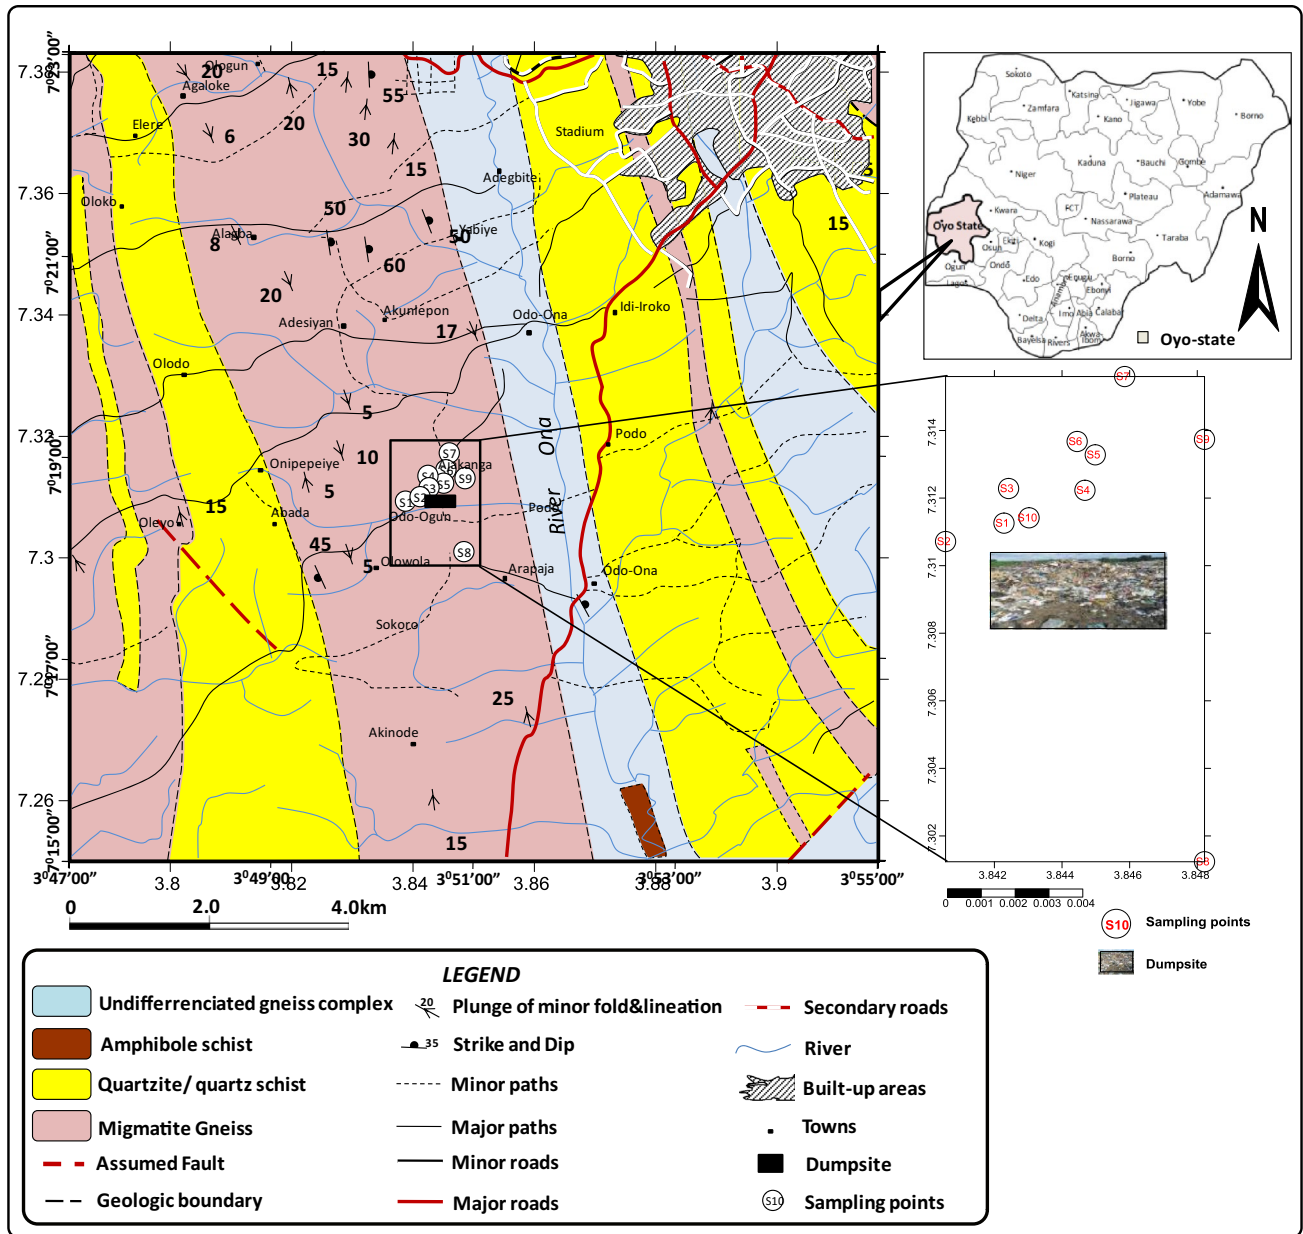 7°23'00"
7.38
7.36
7°21'00"
7.34
7.32
7°19'00"
7.3
7.28
7°17'00"
7.26
7°15'00"
3°47'00"
3.8
3°49'00"
3.82
3.84
3°51'00"
3.86
3.88
3°53'00"
3.9
3°55'00"
0
2.0
4.0km
20
Ologun
Agaloke
15
55
Elere
6
20
30
Stadium
15
Adegbite
Oloko
50
Alagba
8
50
Yabiye
15
60
20
Akunlepon
Adesiyan
17
Odo-Ona
Idi-Iroko
Olodo
5
Ona
Podo
Onipepeiye
10
S7
Ajakanga
S6
S4
S9
S5
S3
S2
S1
5
15
Abada
Oleyo
Odo-Ogun
Podo
River
45
S8
5
Olowola
Arapaja
Odo-Ona
Sokoro
25
Akinode
15
Sokoto
Katsina
Zamfara
Jigawa
Yobe
Kebbi
Kano
Borno
Kaduna
Bauchi
Gombe
Niger
Adamawa
Plateau
Kware
FCT
Nassarawa
Oyo State
Taraba
Ekiti
Osun
Kogi
Ogun
Ondo
Borno
Lagos
Edo
Enugu
Anambra
Ebonyi
Delta
Imo
Abia
Calabar
Bayelsa
Rivers
Akwa-
Ibom
Oyo-state
N
S7
7.314
S6
S9
S5
S3
S4
7.312
S1
S10
S2
7.31
7.308
7.306
7.304
7.302
S8
3.842
3.844
3.846
3.848
0
0.001
0.002
0.003
0.004
S10
Sampling points
Dumpsite
LEGEND
Undifferrenciated gneiss complex
20
Plunge of minor fold&lineation
Secondary roads
Amphibole schist
35
Strike and Dip
River
Quartzite/ quartz schist
Minor paths
Built-up areas
Migmatite Gneiss
Major paths
Towns
Assumed Fault
Minor roads
Dumpsite
Geologic boundary
Major roads
S10
Sampling points